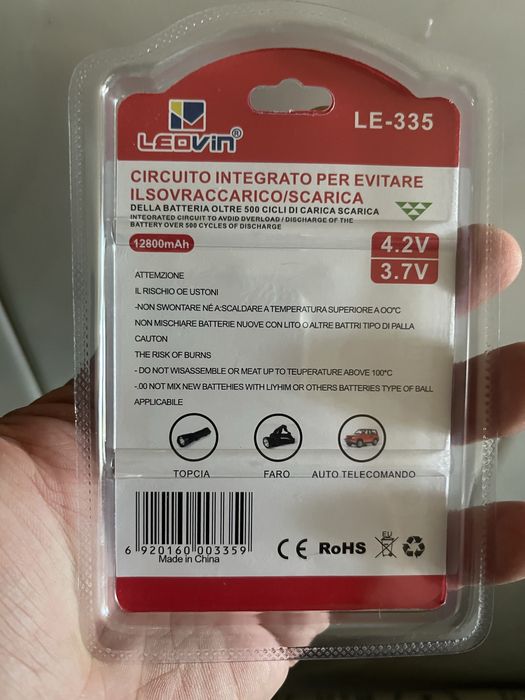 LEOVIN®
LE-335
CIRCUITO INTEGRATO PER EVITARE
ILSOVRACCARICO/SCARICA
DELLA BATTERIA OLTRE 500 CICLI DI CARICA SCARICA
INTEGRATED CIRCUIT TO AVDID OVERLOAD / DISCHARGE OF THE
BATTERY OVER 500 CYCLES OF DISCHARGE
12800mAh
4.2V
3.7V
ATTEMZIONE
IL RISCHIO OE USTONI
-NON SWONTARE NÉ A:SCALDARE A TEMPERATURA SUPERIORE A OO°C
NON MISCHIARE BATTERIE NUOVE CON LITO O ALTRE BATTRI TIPO DI PALLA
CAUTON
THE RISK OF BURNS
- DO NOT WISASSEMBLE OR MEAT UP TO TEUPERATURE ABOVE 100°C
-.00 NOT MIX NEW BATTEHIES WITH LIYHIM OR OTHERS BATTERIES TYPE OF BALL
APPLICABILE
TOPCIA
FARO
AUTO TELECOMANDO
6 920160 003359
Made in China
CE RoHS
EU